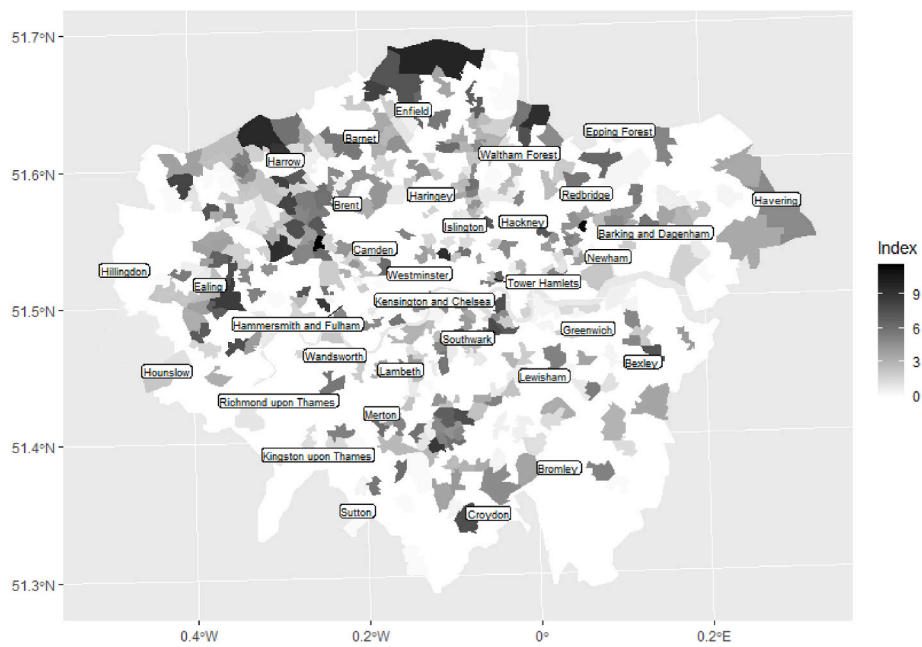 51.7°N
51.6°N
51.5°N
51.4°N
51.3°N
Enfield
Epping Forest
Barnet
Waltham Forest
Harrow
Redbridge
Haringey
Havering
Brent
Islington
Hackney
Barking and Dagenham
Camden
Newham
Hillingdon
Westminster
Ealing
Tower Hamlets
Kensington and Chelsea
Hammersmith and Fulham
Greenwich
Southwark
Wandsworth
Bexley
Hounslow
Lambeth
Lewisham
Richmond upon Thames
Merton
Kingston upon Thames
Bromley
Sutton
Croydon
0.4°W
0.2°W
0°
0.2°E
Index
9
6
3
0